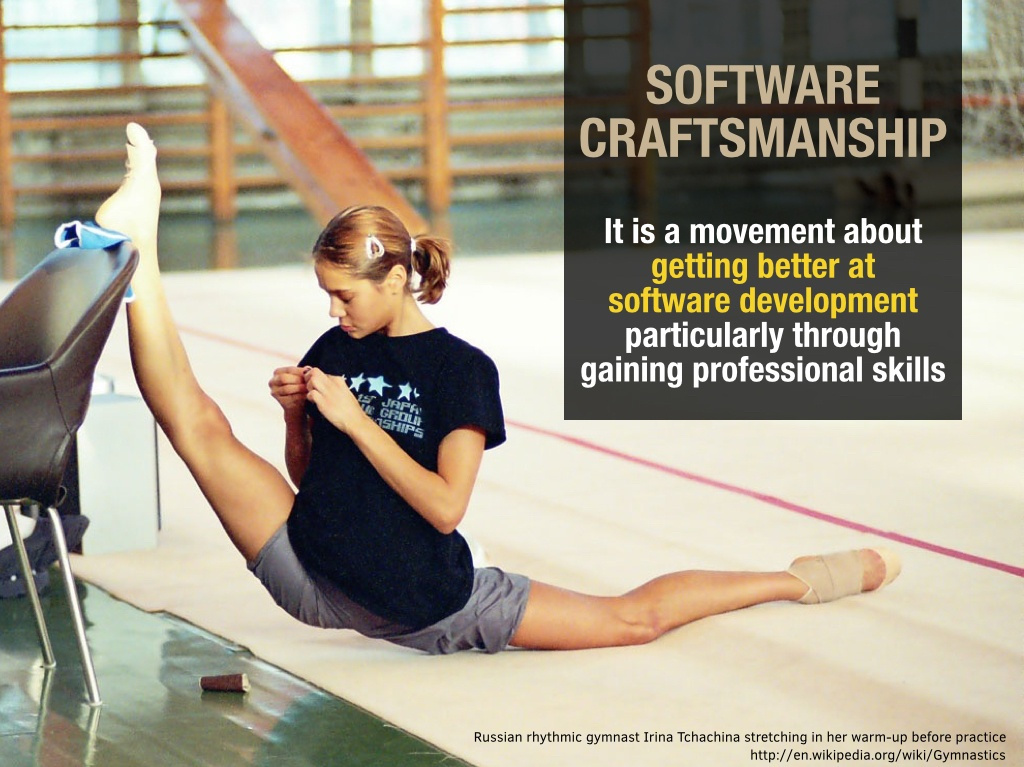 SOFTWARE
CRAFTSMANSHIP
It is a movement about
getting better at
software development
particularly through
gaining professional skills
Russian rhythmic gymnast Irina Tchachina stretching in her warm-up before practice
http://en.wikipedia.org/wiki/Gymnastics